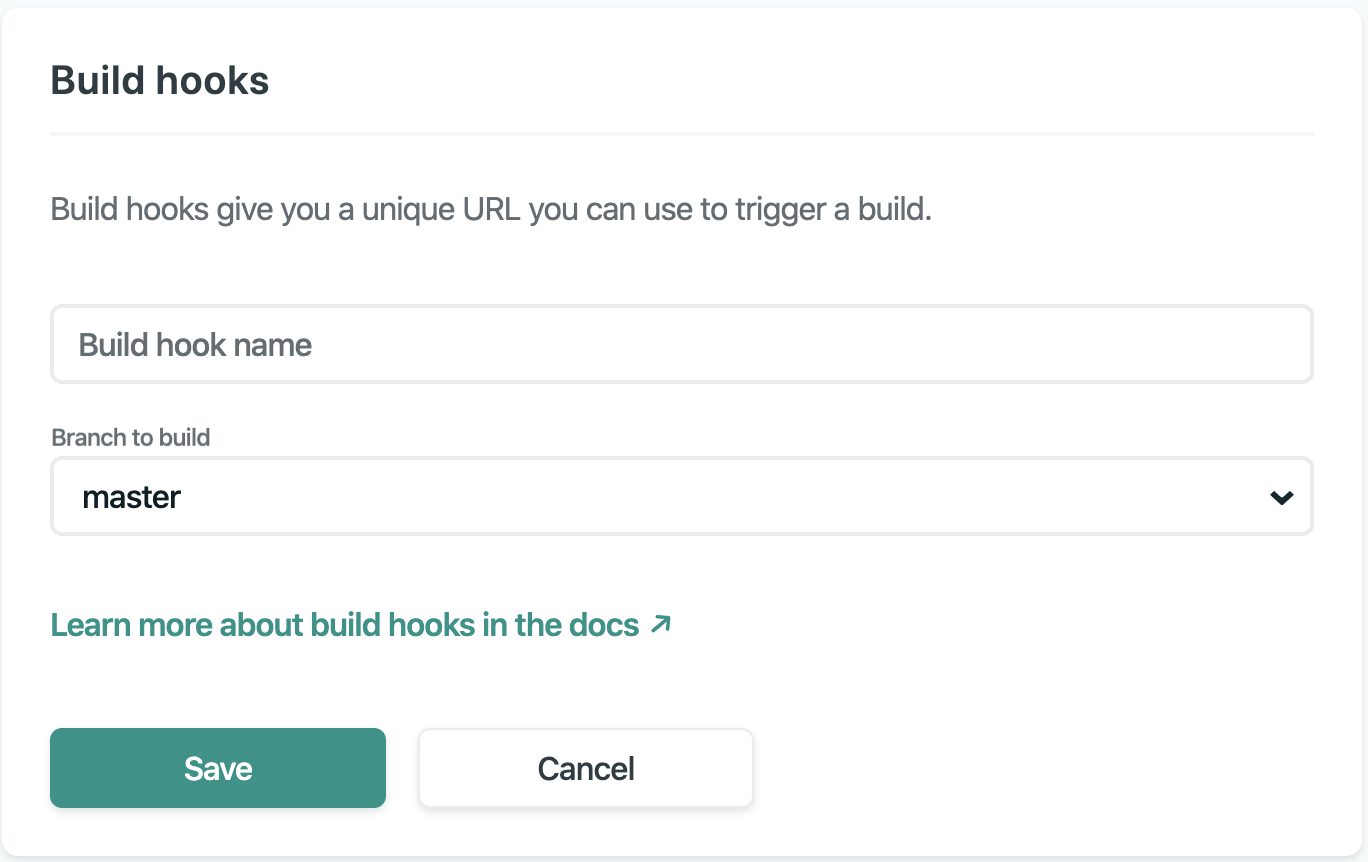 Build hooks
Build hooks give you a unique URL you can use to trigger a build.
Build hook name
Branch to build
master
Learn more about build hooks in the docs ↗
Save
Cancel